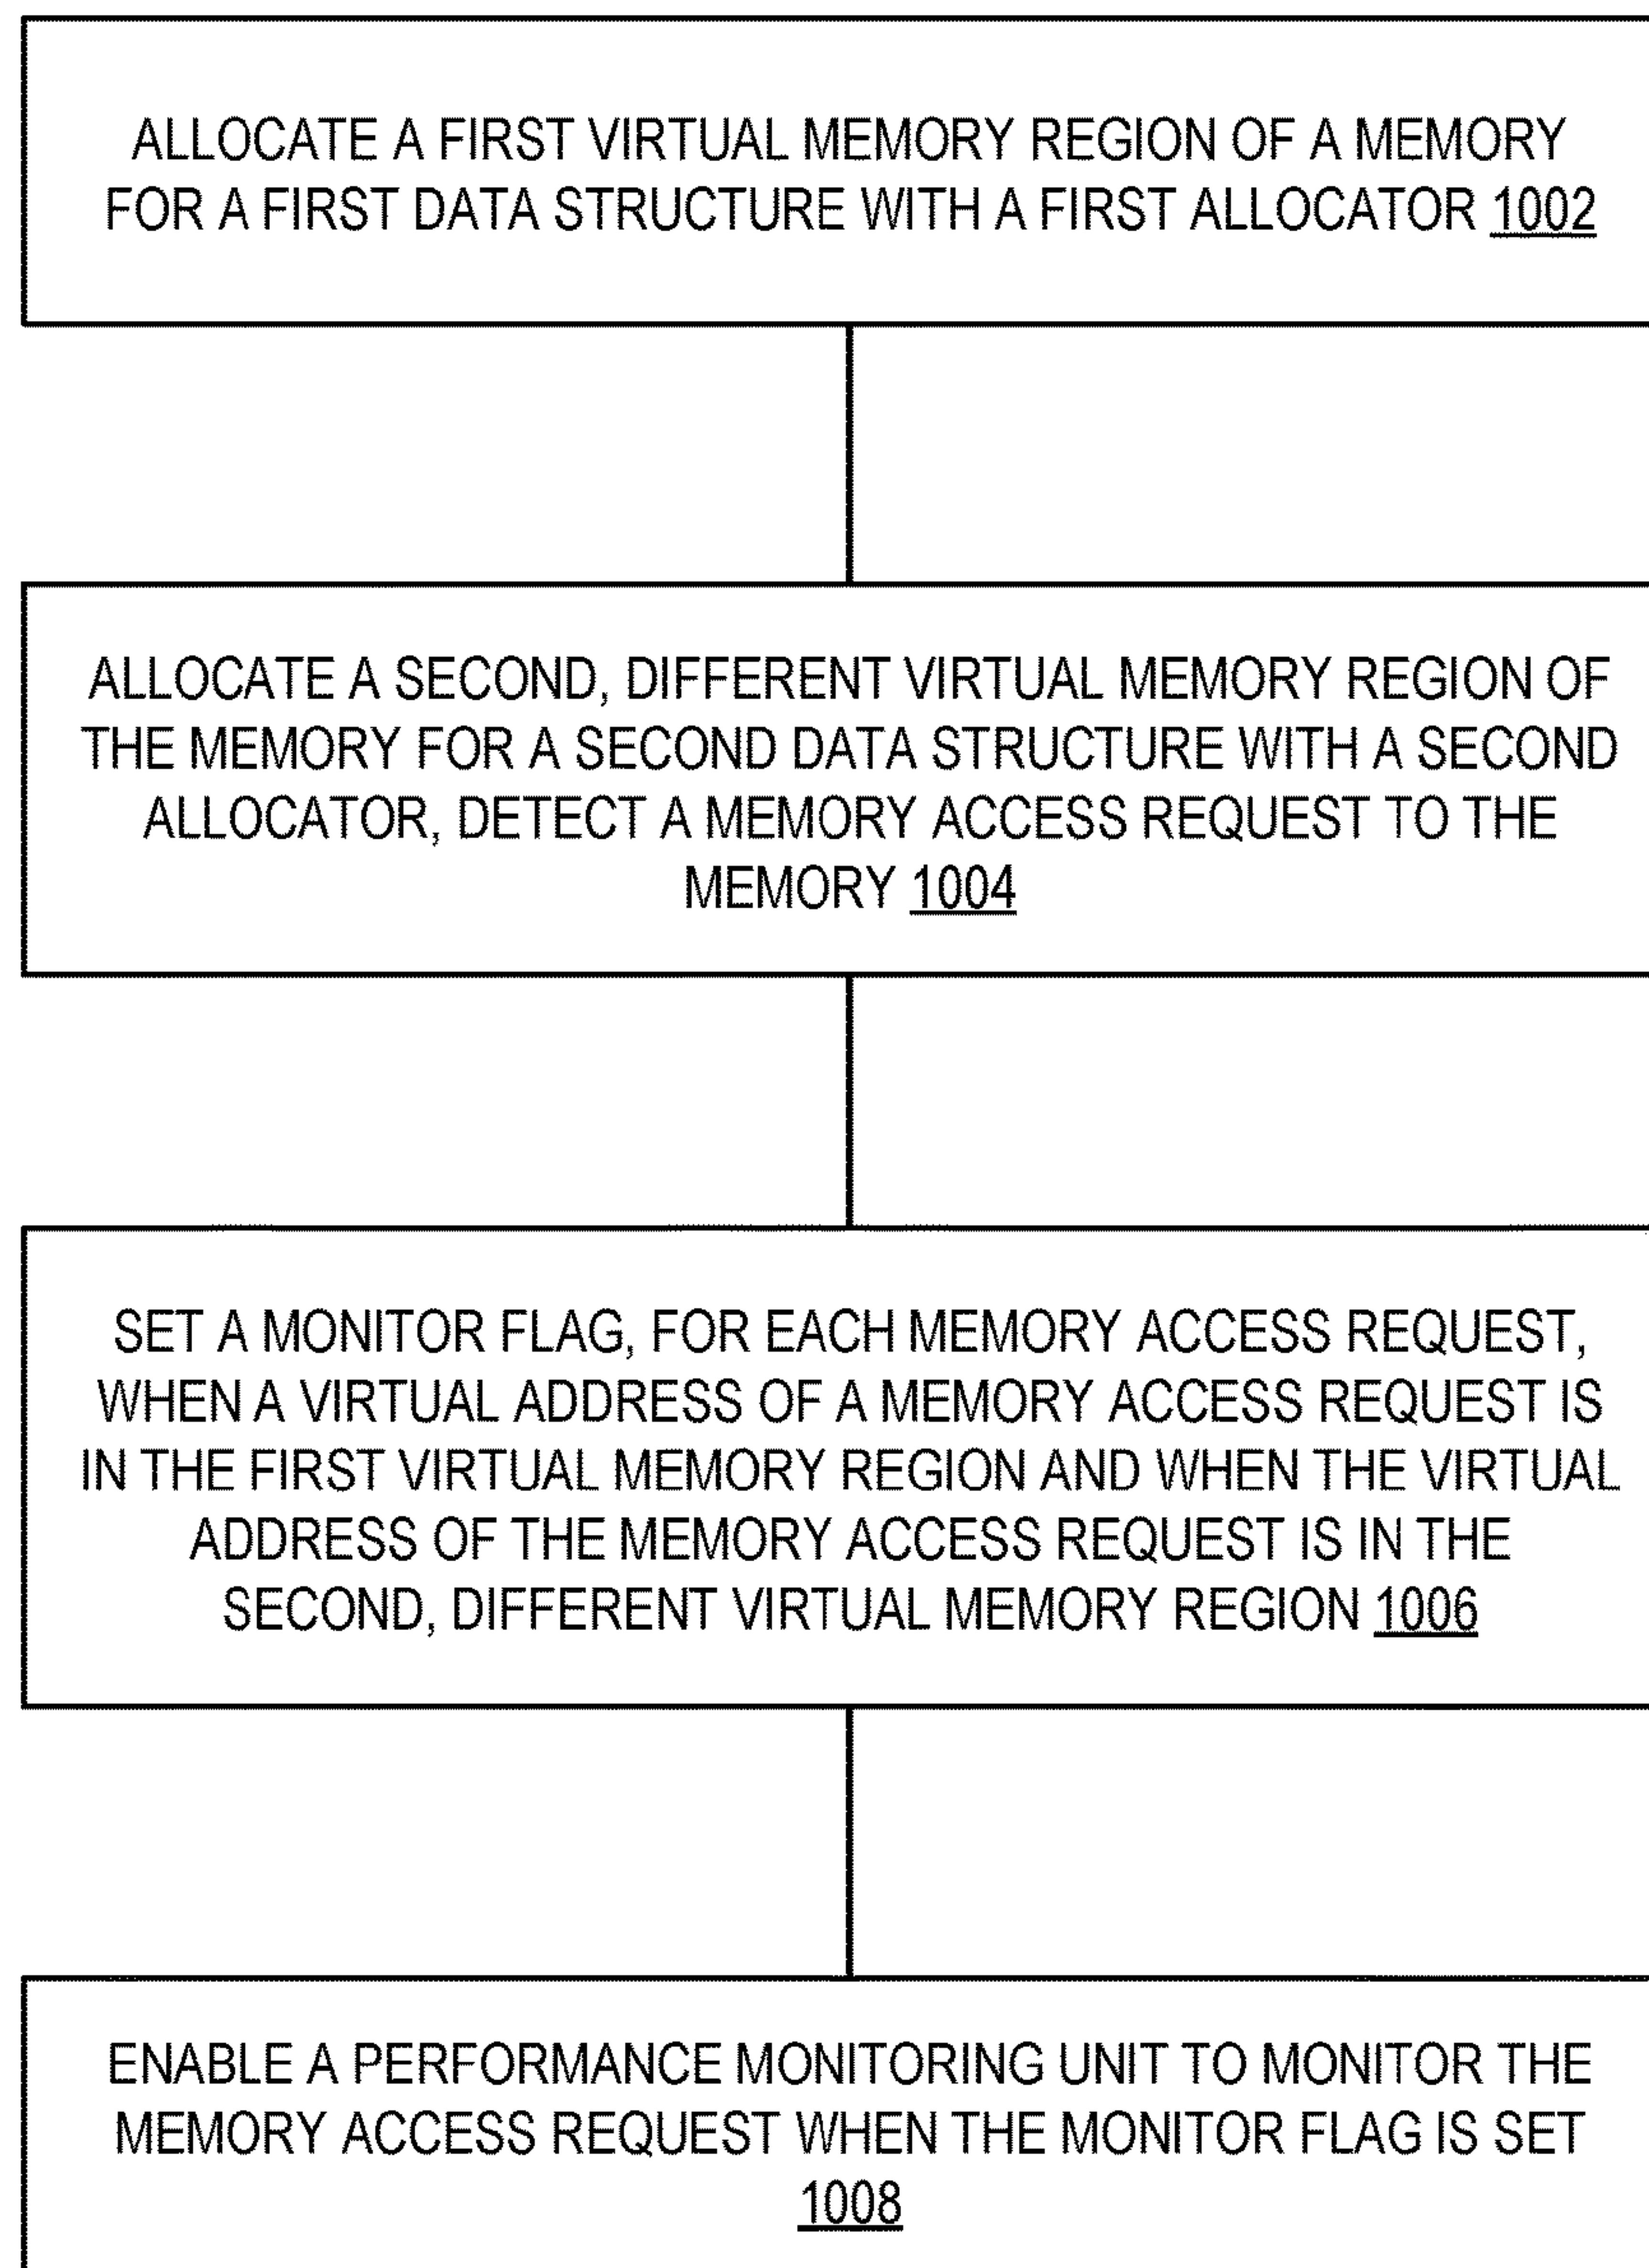 ALLOCATE A FIRST VIRTUAL MEMORY REGION OF A MEMORY
FOR A FIRST DATA STRUCTURE WITH A FIRST ALLOCATOR 1002
ALLOCATE A SECOND, DIFFERENT VIRTUAL MEMORY REGION OF
THE MEMORY FOR A SECOND DATA STRUCTURE WITH A SECOND
ALLOCATOR, DETECT A MEMORY ACCESS REQUEST TO THE
MEMORY 1004
SET A MONITOR FLAG, FOR EACH MEMORY ACCESS REQUEST,
WHEN A VIRTUAL ADDRESS OF A MEMORY ACCESS REQUEST IS
IN THE FIRST VIRTUAL MEMORY REGION AND WHEN THE VIRTUAL
ADDRESS OF THE MEMORY ACCESS REQUEST IS IN THE
SECOND, DIFFERENT VIRTUAL MEMORY REGION 1006
ENABLE A PERFORMANCE MONITORING UNIT TO MONITOR THE
MEMORY ACCESS REQUEST WHEN THE MONITOR FLAG IS SET
1008